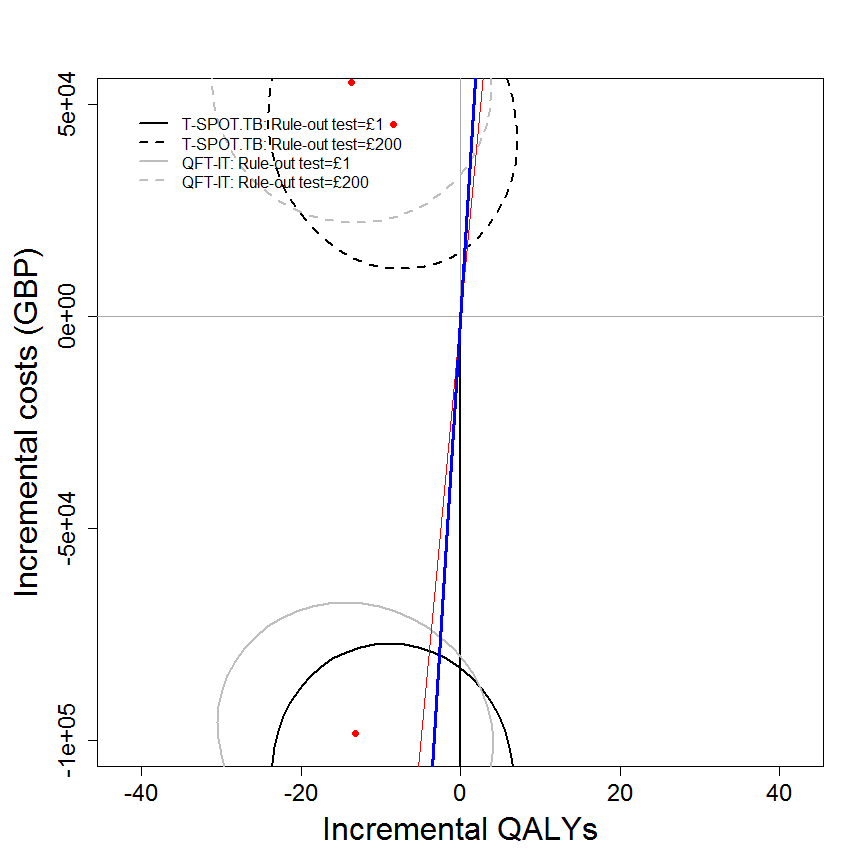 5e+04
0e+00
-5e+04
-1e+05
Incremental costs (GBP)
T-SPOT.TB: Rule-out test=£1
T-SPOT.TB: Rule-out test=£200
QFT-IT: Rule-out test=£1
QFT-IT: Rule-out test=£200
-40 -20 0 20 40
Incremental QALYs